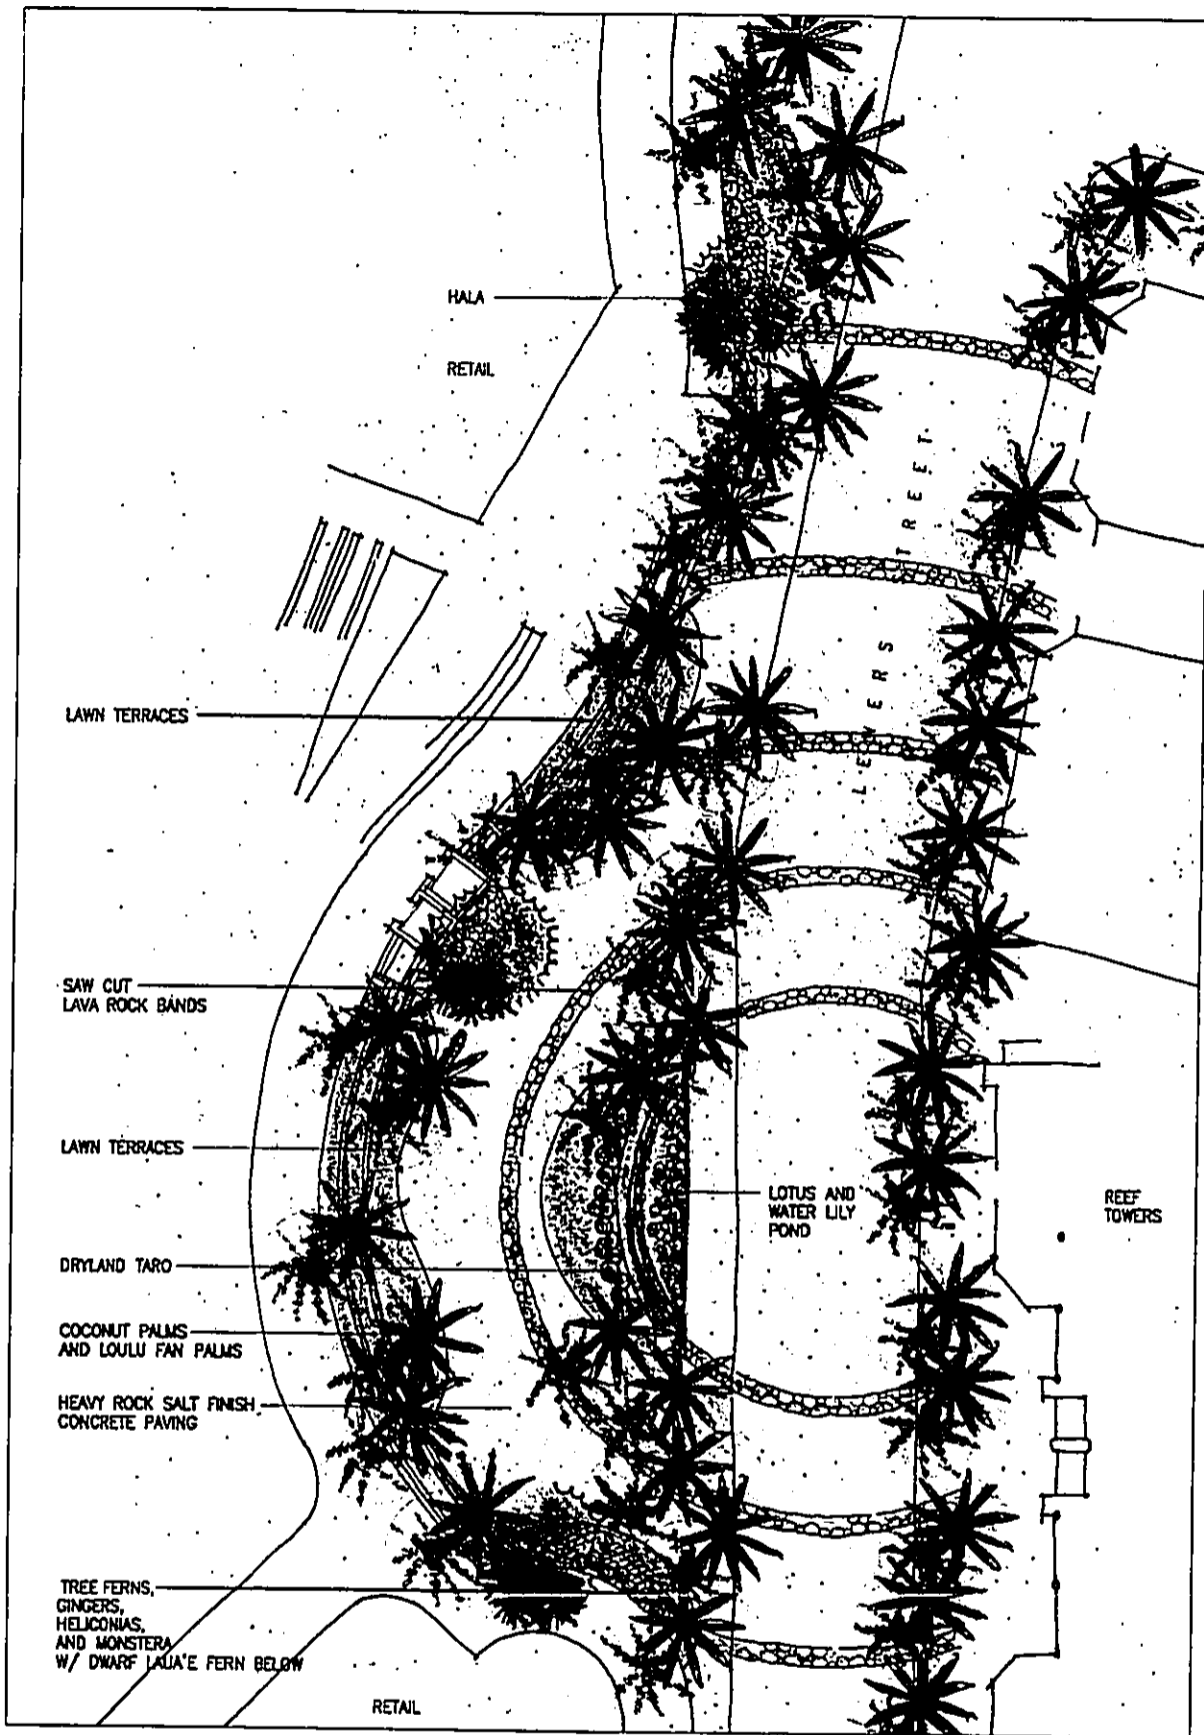 HALA
RETAIL
LEWERS STREET
LAWN TERRACES
SAW CUT
LAVA ROCK BANDS
LAWN TERRACES
LOTUS AND
WATER LILY
POND
REEF
TOWERS
DRYLAND TARO
COCONUT PALMS
AND LOULU FAN PALMS
HEAVY ROCK SALT FINISH
CONCRETE PAVING
TREE FERNS,
GINGERS,
HELICONIAS,
AND MONSTERA
W/ DWARF LAUA'E FERN BELOW
RETAIL